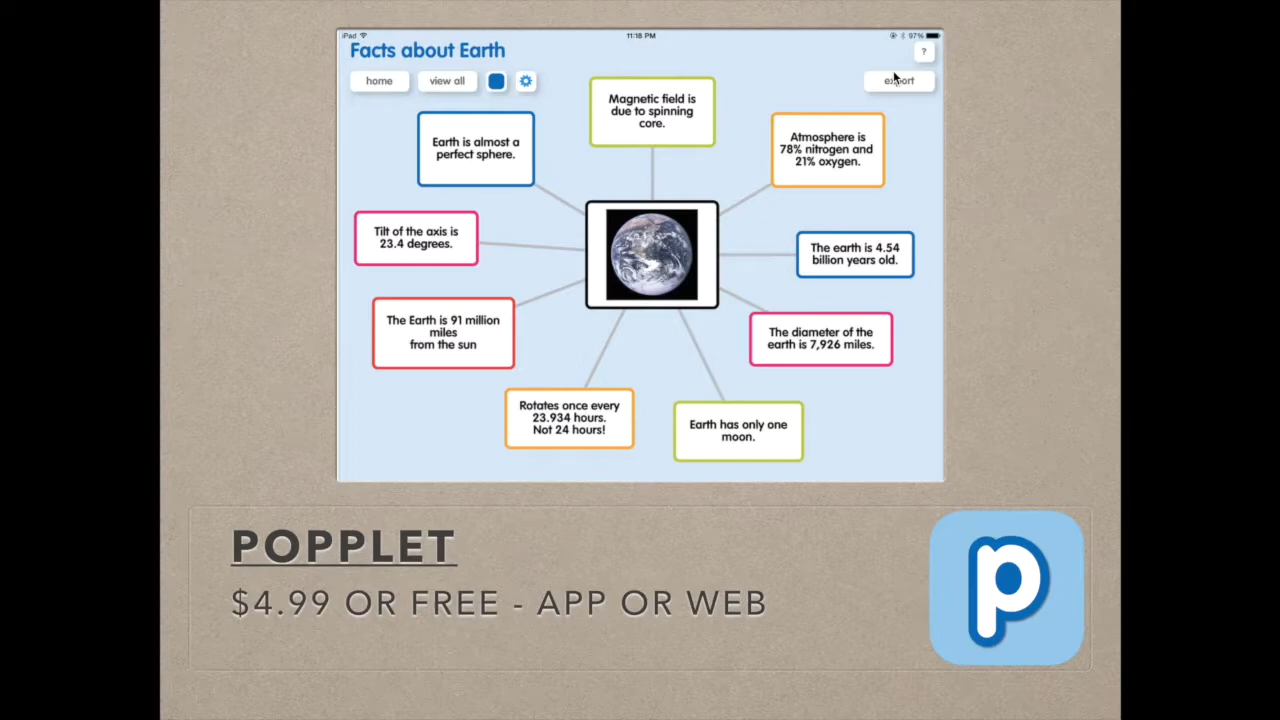 iPad
11:18 PM
97%
Facts about Earth
?
home
view all
export
Magnetic field is
due to spinning
core.
Earth is almost a
perfect sphere.
Atmosphere is
78% nitrogen and
21% oxygen.
Tilt of the axis is
23.4 degrees.
The earth is 4.54
billion years old.
The Earth is 91 million
miles
from the sun
The diameter of the
earth is 7,926 miles.
Rotates once every
23.934 hours.
Not 24 hours!
Earth has only one
moon.
POPPLET
$4.99 OR FREE - APP OR WEB
p